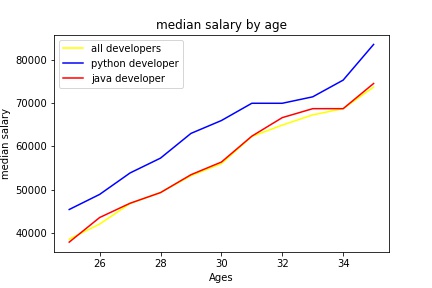 median salary by age
all developers
python developer
java developer
median salary
80000
70000
60000
50000
40000
26 28 30 32 34
Ages